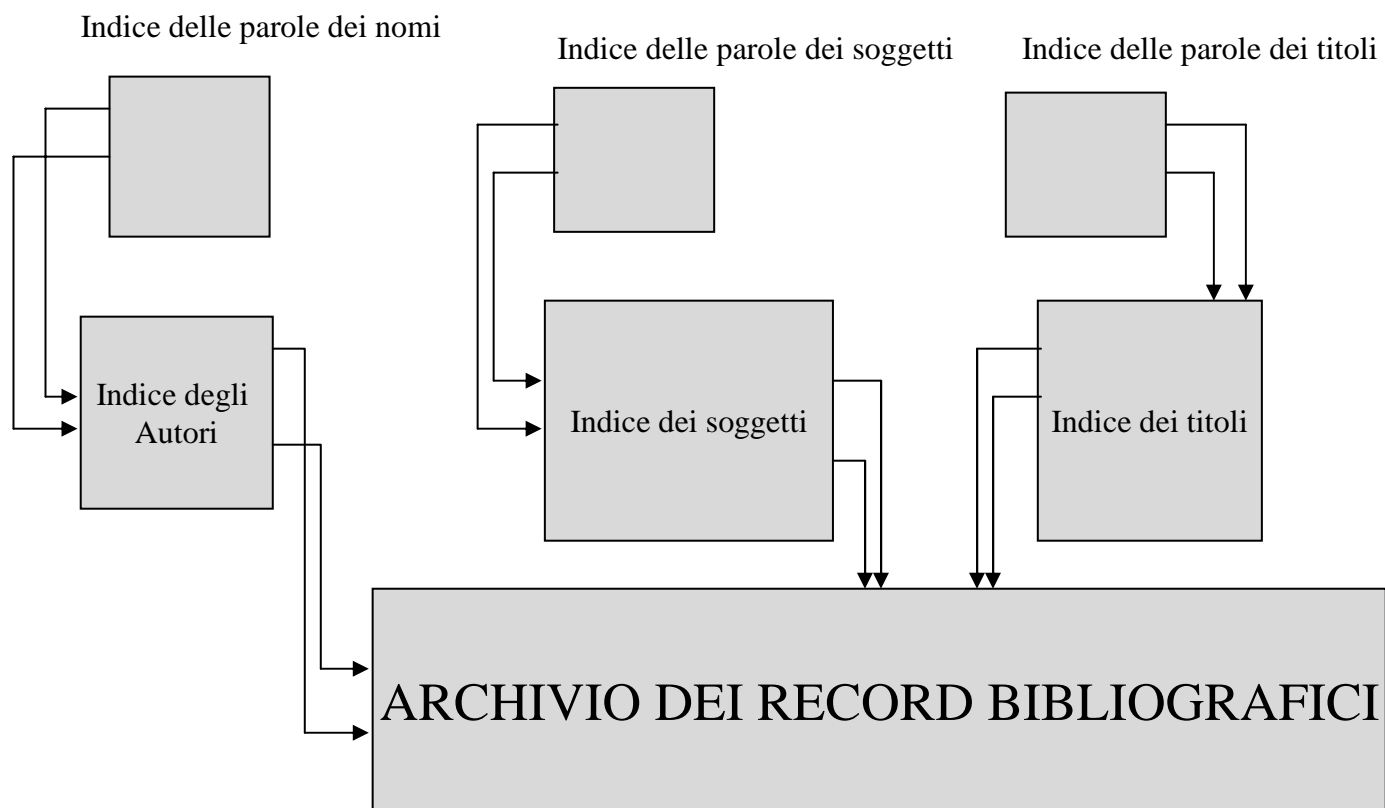 Indice delle parole dei nomi
Indice delle parole dei soggetti
Indice delle parole dei titoli
Indice degli
Autori
Indice dei soggetti
Indice dei titoli
ARCHIVIO DEI RECORD BIBLIOGRAFICI